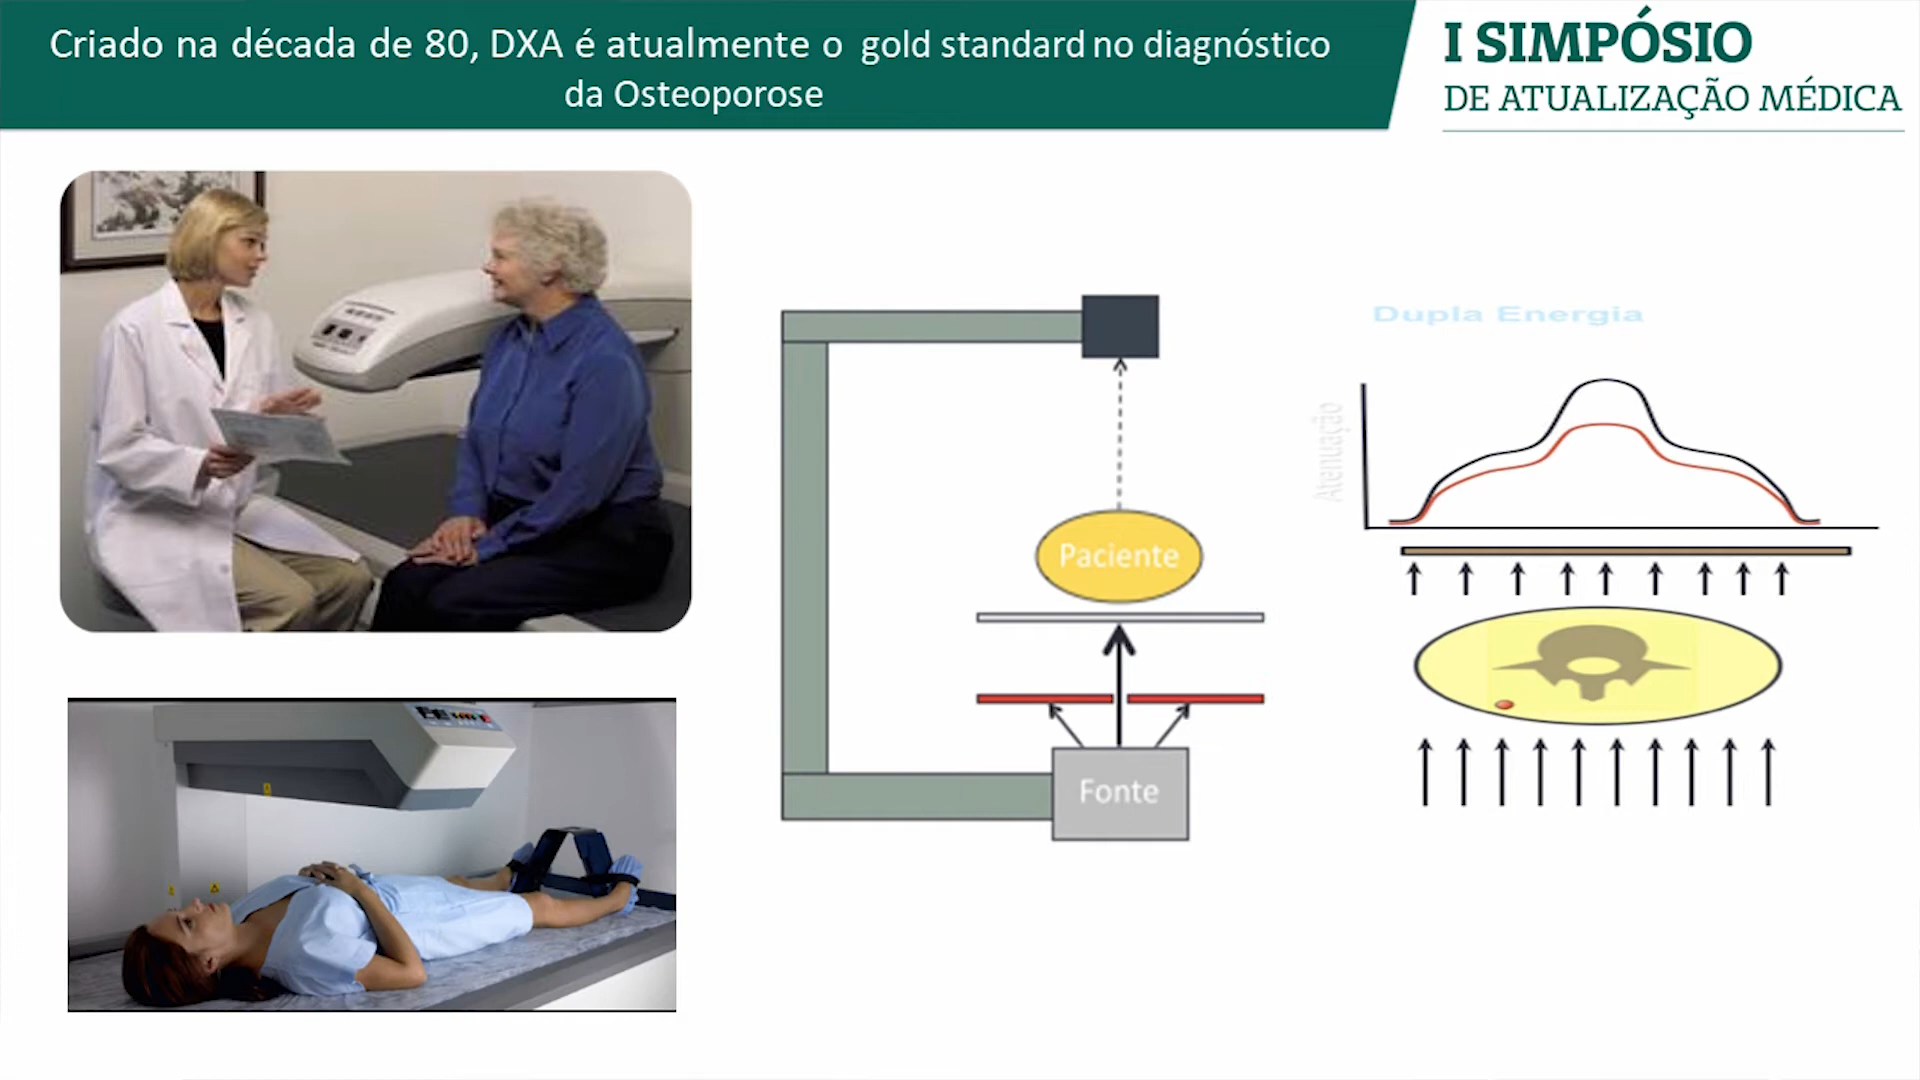 Criado na década de 80, DXA é atualmente o gold standard no diagnóstico
da Osteoporose
I SIMPÓSIO
DE ATUALIZAÇÃO MÉDICA
Dupla Energia
Atenuação
Paciente
Fonte